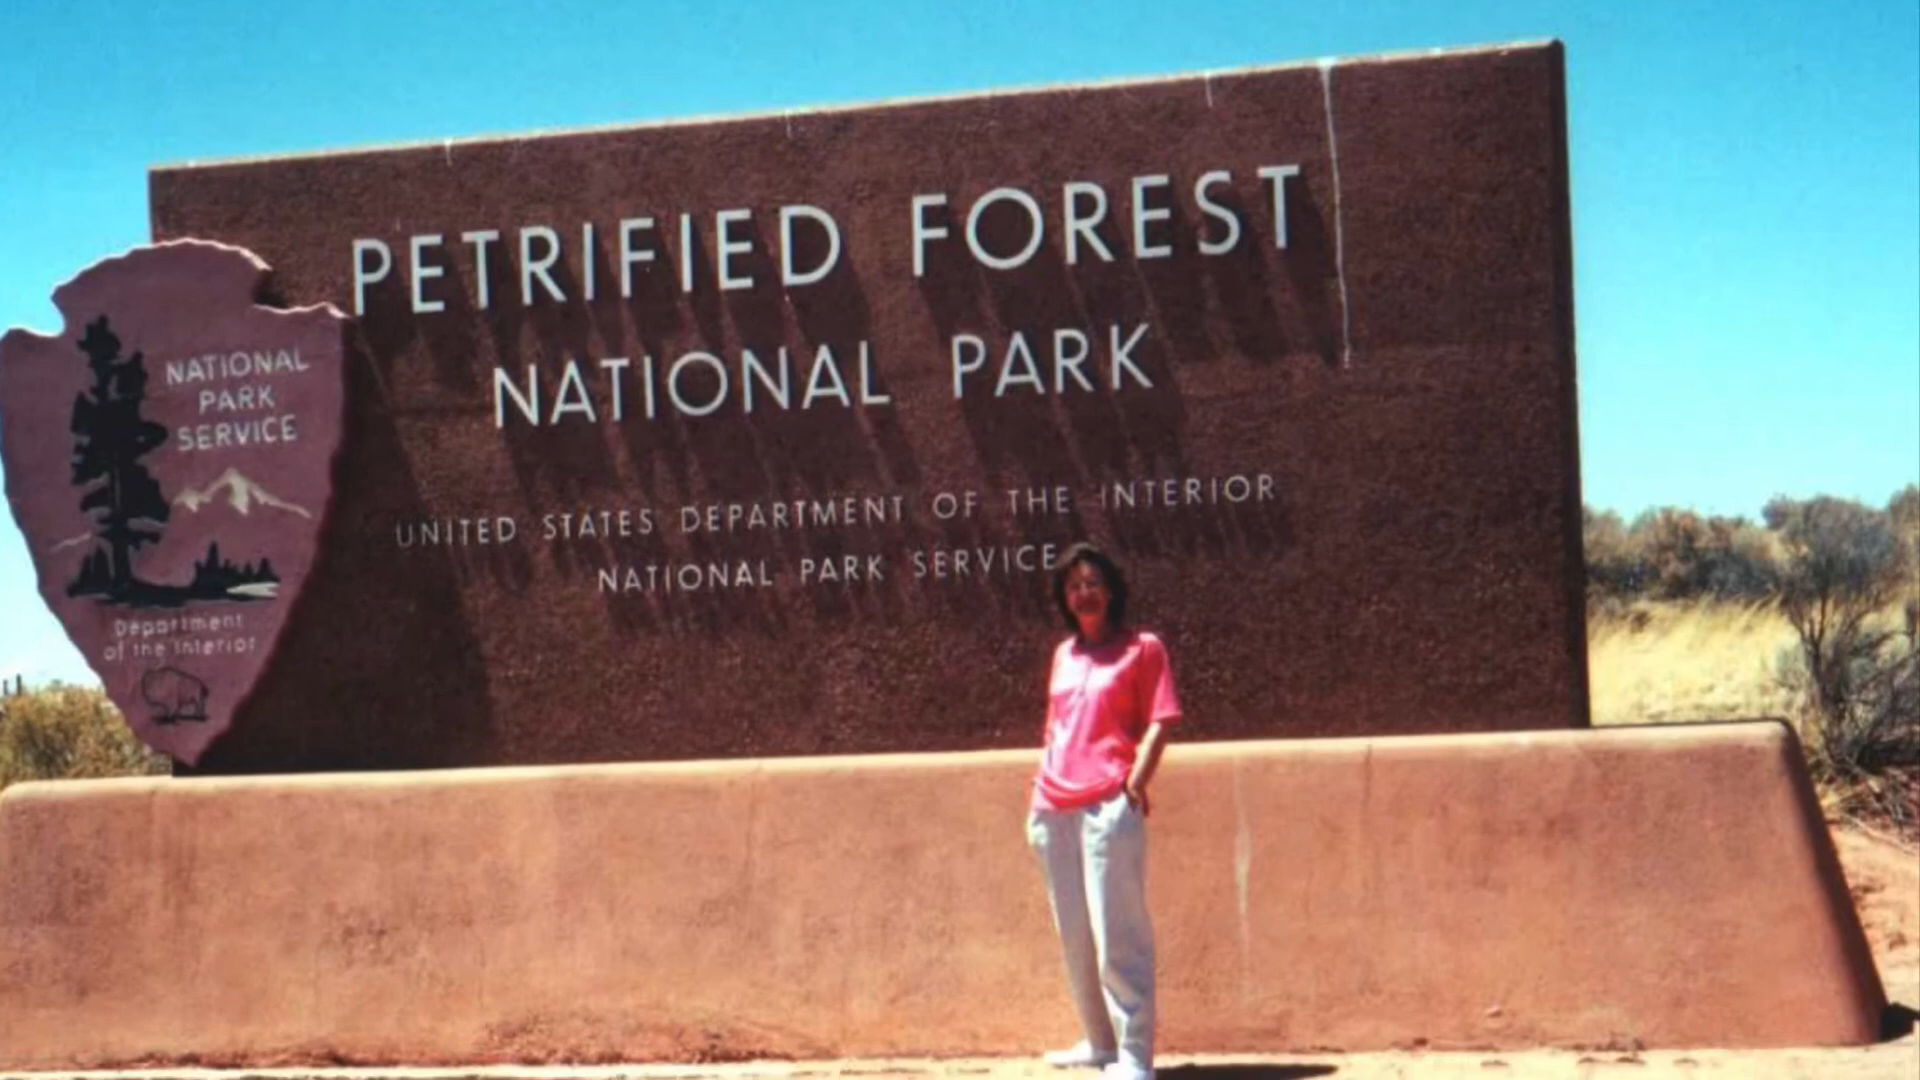 PETRIFIED FOREST
NATIONAL PARK
UNITED STATES DEPARTMENT OF THE INTERIOR
NATIONAL PARK SERVICE
NATIONAL
PARK
SERVICE
Department
of the Interior